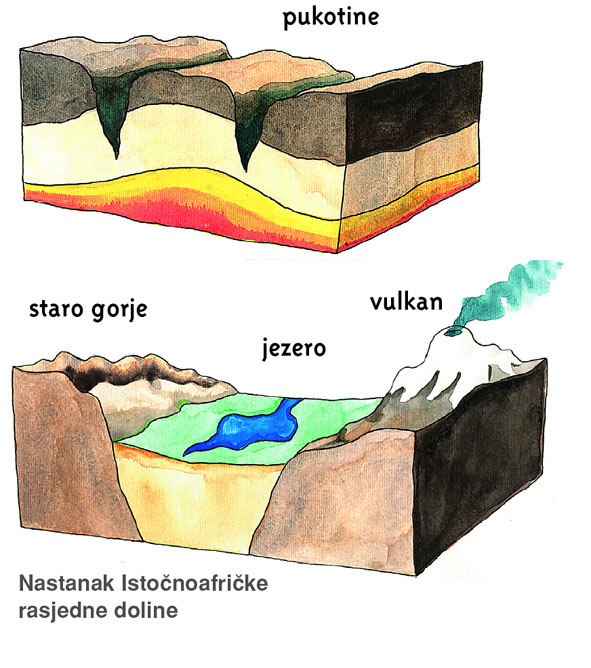 pukotine
staro gorje
vulkan
jezero
Nastanak Istočnoafričke
rasjedne doline